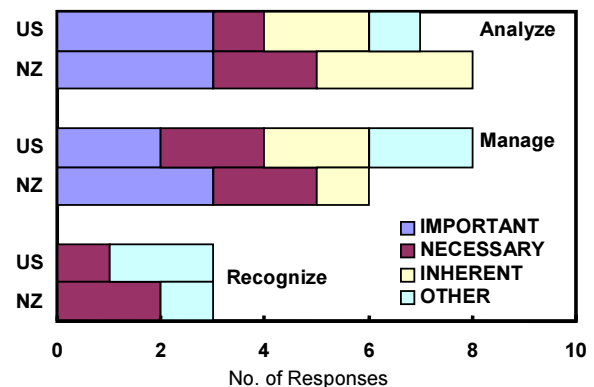 US
Analyze
NZ
US
Manage
NZ
IMPORTANT
NECESSARY
US
INHERENT
Recognize
OTHER
NZ
0 2 4 6 8 10
No. of Responses